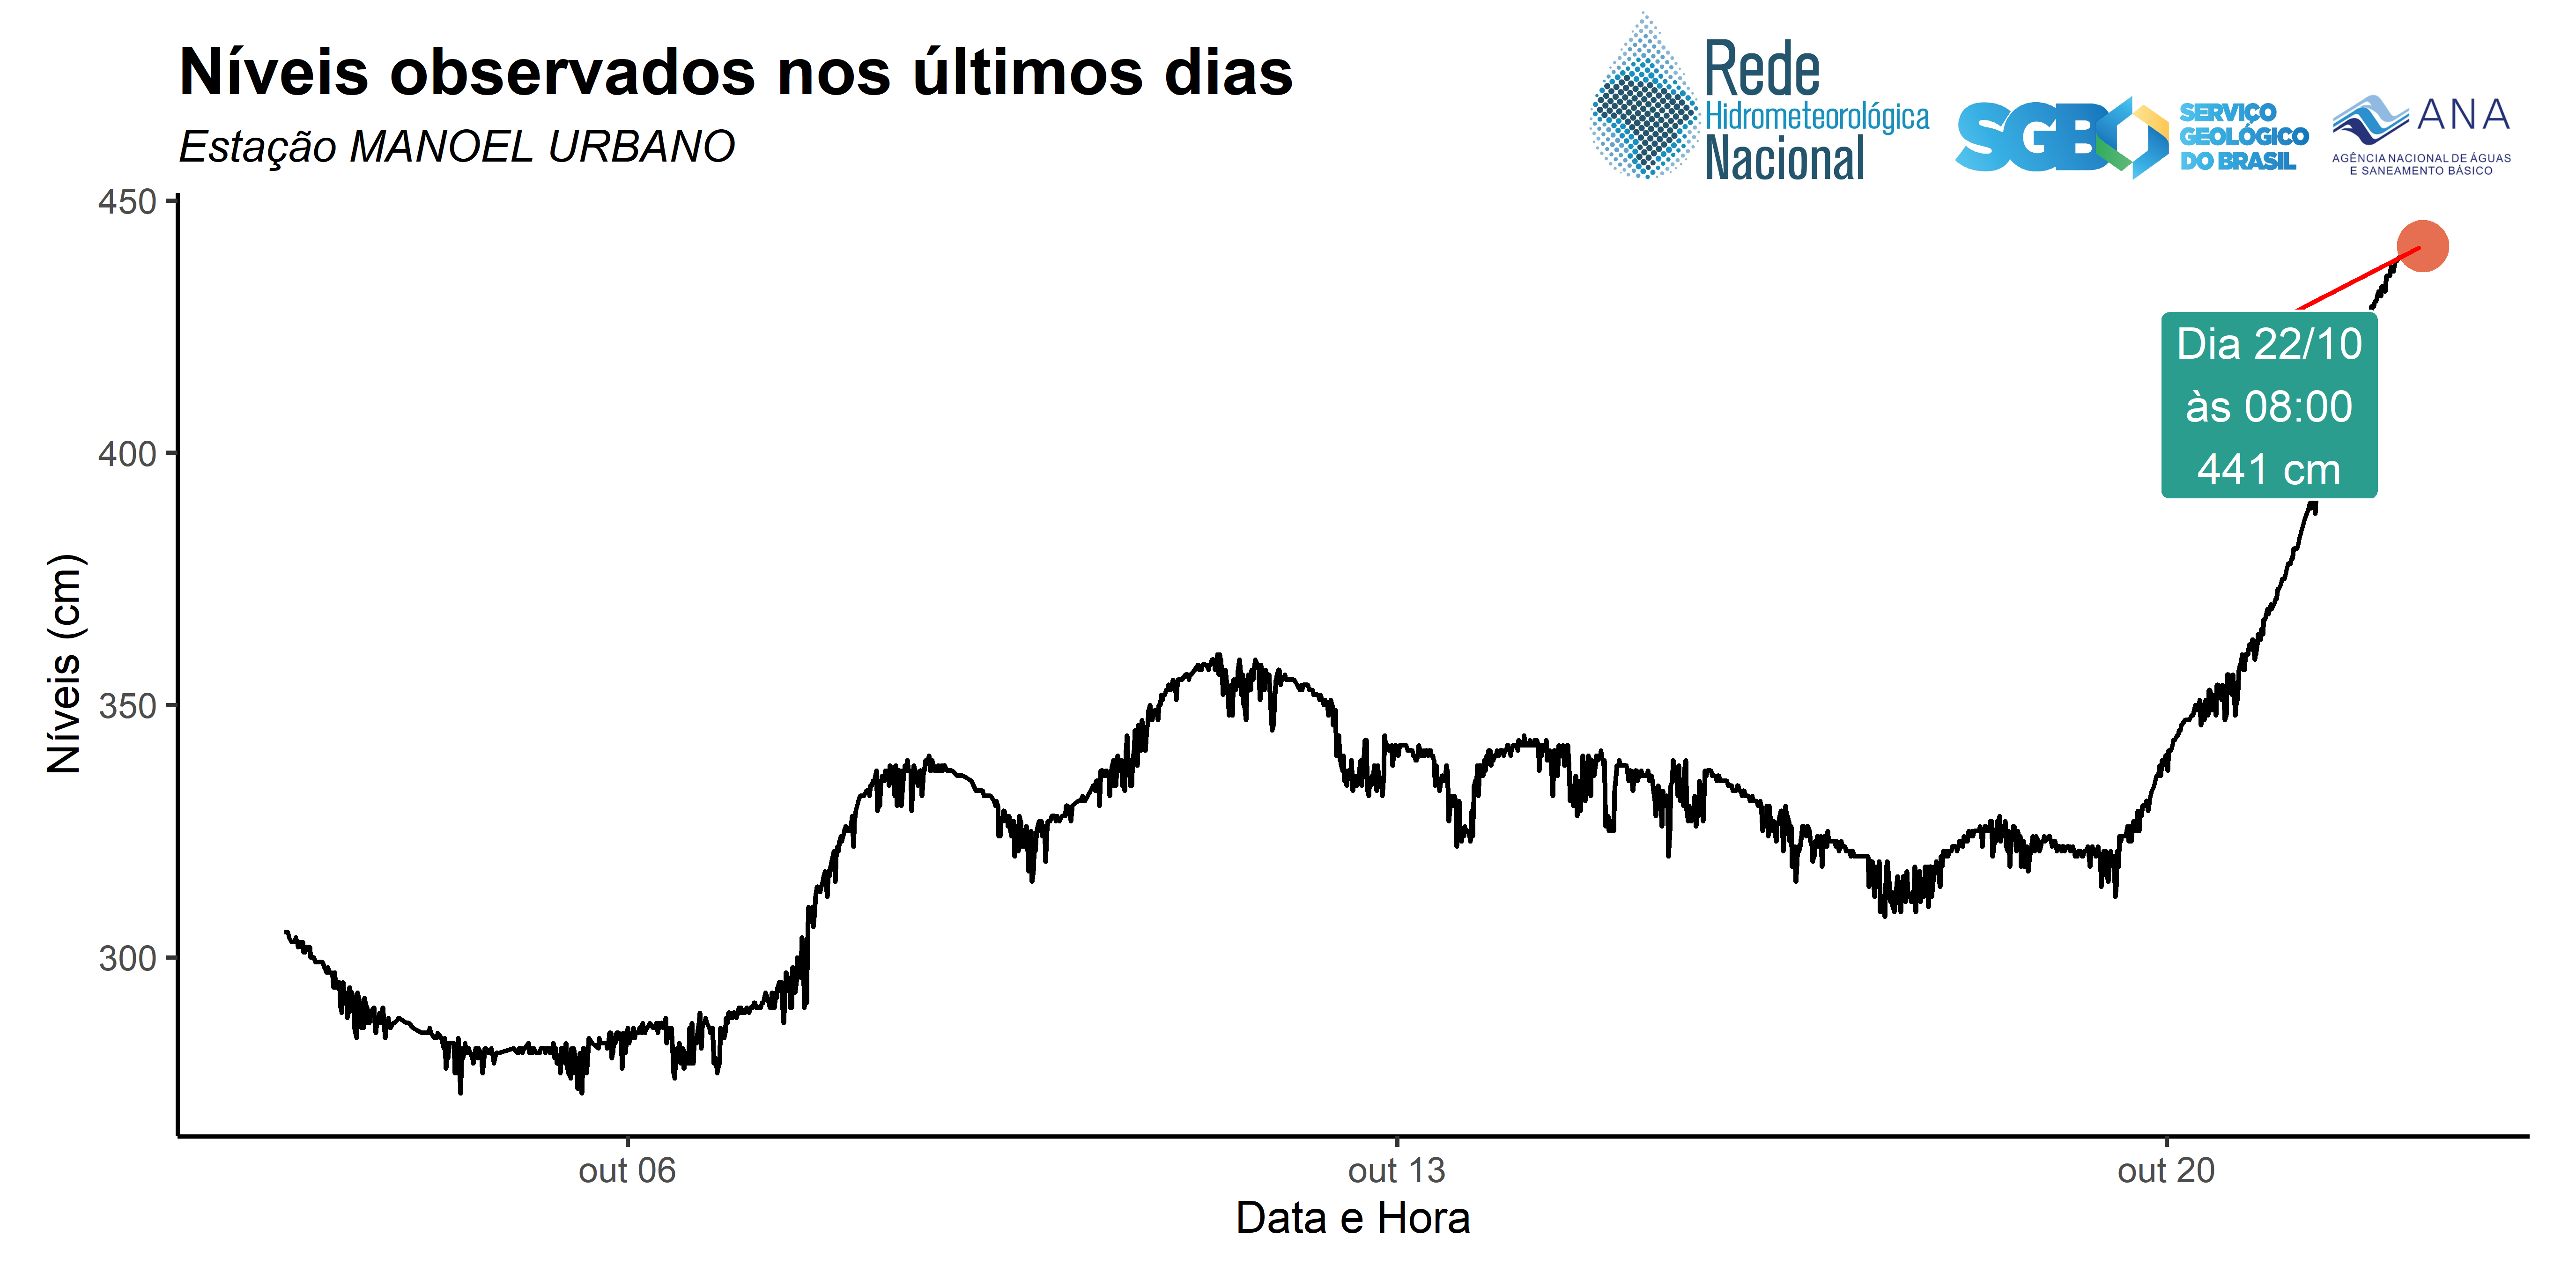 Níveis observados nos últimos dias
Estação MANOEL URBANO
Rede
Hidrometeorológica
Nacional
SGB
SERVIÇO
GEOLÓGICO
DO BRASIL
ANA
AGÊNCIA NACIONAL DE ÁGUAS
E SANEAMENTO BÁSICO
450
400
350
300
Níveis (cm)
Dia 22/10
às 08:00
441 cm
out 06
out 13
out 20
Data e Hora